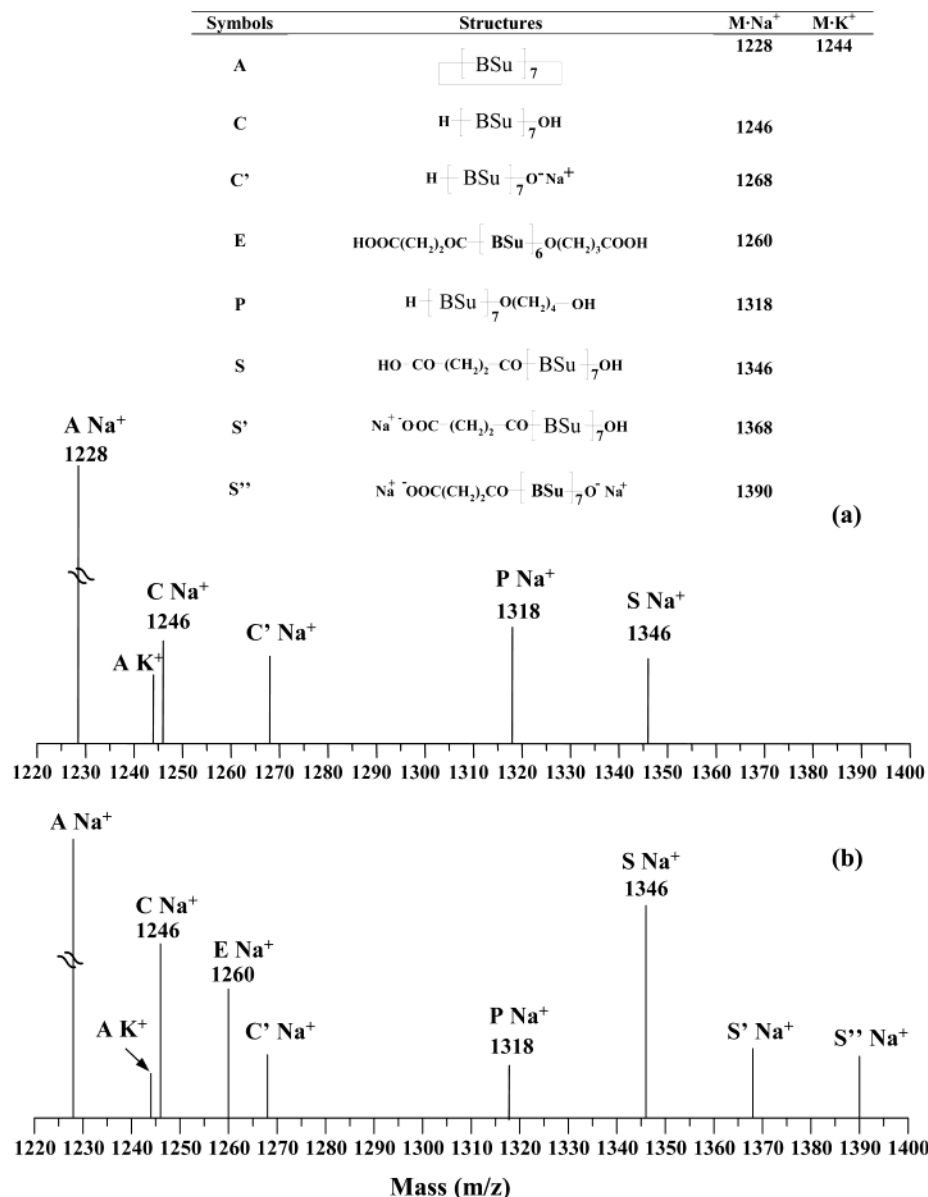 Symbols Structures M·Na⁺ M·K⁺
1228 1244
A [ BSu ]₇
C H [ BSu ]₇ OH 1246
C’ H [ BSu ]₇ O⁻Na⁺ 1268
E HOOC(CH₂)₂OC [ BSu ]₆ O(CH₂)₃COOH 1260
P H [ BSu ]₇ O(CH₂)₄ OH 1318
S HO CO (CH₂)₂ CO [ BSu ]₇ OH 1346
S’ Na⁺ ⁻OOC (CH₂)₂ CO [ BSu ]₇ OH 1368
S’’ Na⁺ ⁻OOC(CH₂)₂CO [ BSu ]₇ O⁻ Na⁺ 1390
(a)
A Na⁺
1228
C Na⁺
1246
A K⁺
C’ Na⁺
P Na⁺
1318
S Na⁺
1346
1220 1230 1240 1250 1260 1270 1280 1290 1300 1310 1320 1330 1340 1350 1360 1370 1380 1390 1400
(b)
A Na⁺
C Na⁺
1246
A K⁺
E Na⁺
1260
C’ Na⁺
P Na⁺
1318
S Na⁺
1346
S’ Na⁺
S’’ Na⁺
1220 1230 1240 1250 1260 1270 1280 1290 1300 1310 1320 1330 1340 1350 1360 1370 1380 1390 1400
Mass (m/z)